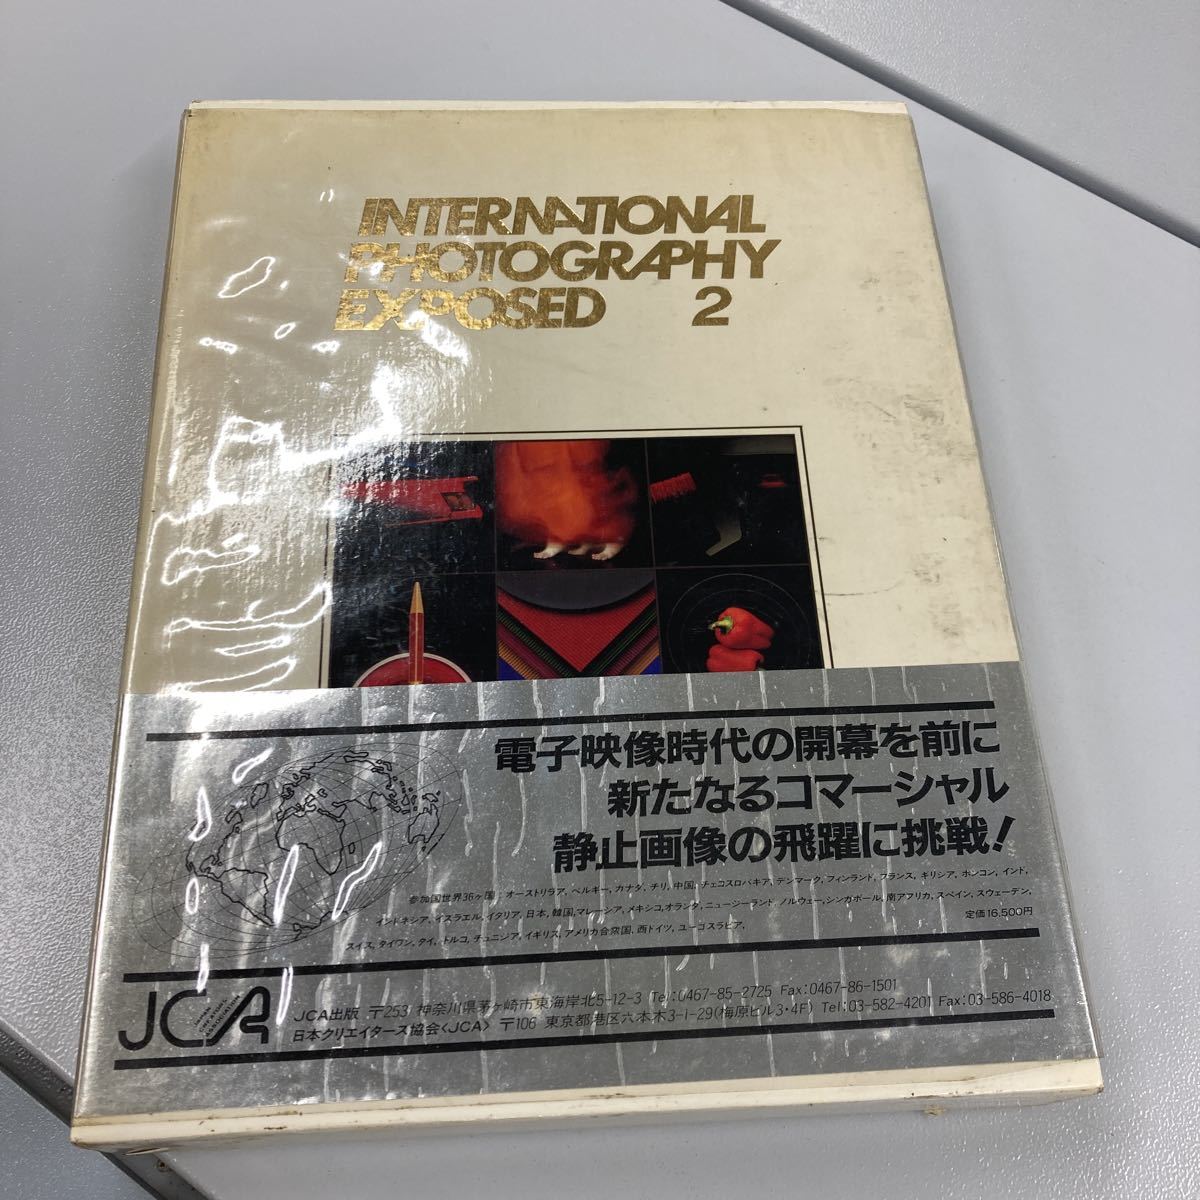 INTERNATIONAL
PHOTOGRAPHY
EXPOSED 2
電子映像時代の開幕を前に
新たなるコマーシャル
静止画像の飛躍に挑戦!
参加国世界36ヶ国:オーストリラア,ベルギー,カナダ,チリ,中国,チェコスロバキア,デンマーク,フィンランド,フランス,ギリシア,ホンコン,インド,
インドネシア,イスラエル,イタリア,日本,韓国,マレーシア,メキシコ,オランダ,ニュージーランド,ノルウェー,シンガポール,南アフリカ,スペイン,スウェーデン,
スイス,タイワン,タイ,トルコ,チュニジア,イギリス,アメリカ合衆国,西ドイツ,ユーゴスラビア,
定価16,500円
JCA
JAPAN
CREATORS'
ASSOCIATION
JCA出版 〒253 神奈川県茅ヶ崎市東海岸北5-12-3 Tel:0467-85-2725 Fax:0467-86-1501
日本クリエイターズ協会〈JCA〉 〒106 東京都港区六本木3-1-29(梅原ビル3・4F) Tel:03-582-4201 Fax:03-586-4018